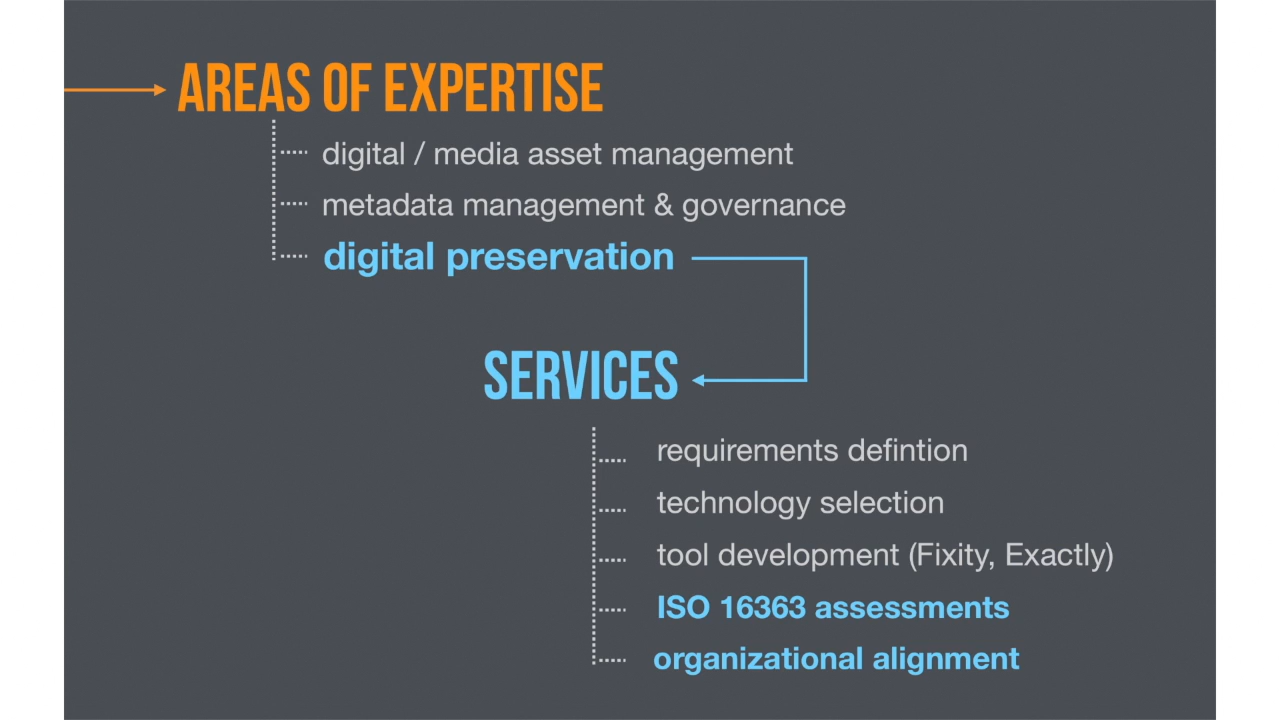 AREAS OF EXPERTISE
digital / media asset management
metadata management & governance
digital preservation
SERVICES
requirements defintion
technology selection
tool development (Fixity, Exactly)
ISO 16363 assessments
organizational alignment